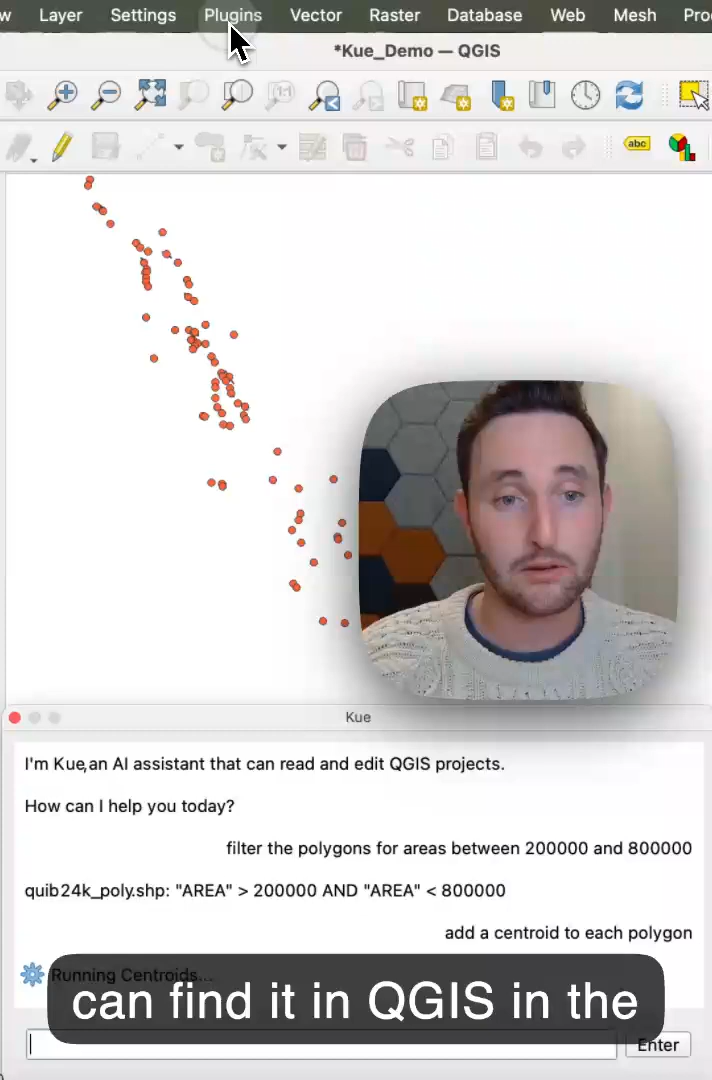 w Layer Settings Plugins Vector Raster Database Web Mesh Pro
*Kue_Demo — QGIS
1:1
abc
Kue
I'm Kue,an AI assistant that can read and edit QGIS projects.
How can I help you today?
filter the polygons for areas between 200000 and 800000
quib24k_poly.shp: "AREA" > 200000 AND "AREA" < 800000
add a centroid to each polygon
Running Centroids...
can find it in QGIS in the
Enter